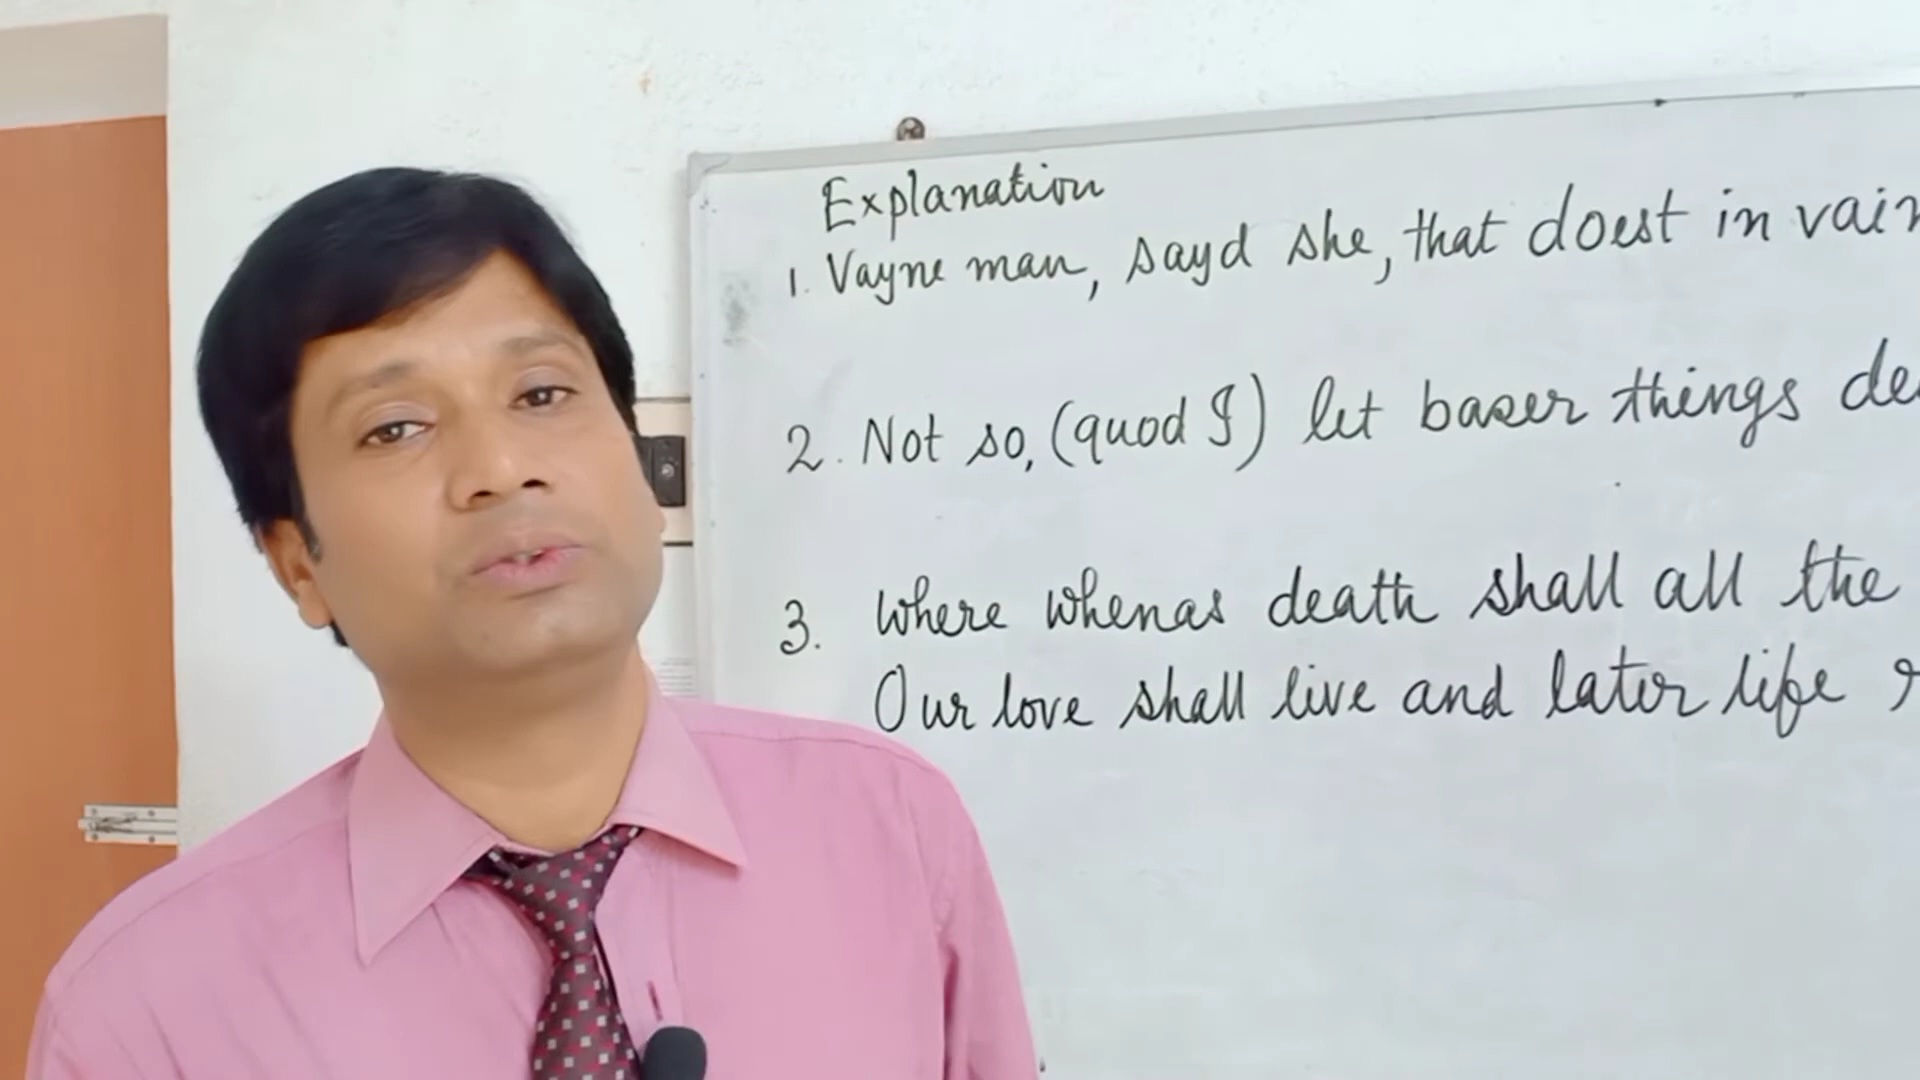 Explanation
1. Vayne man, sayd she, that doest in vain
2. Not so, (quod I) let baser things de
3. Where whenas death shall all the
Our love shall live and later life r